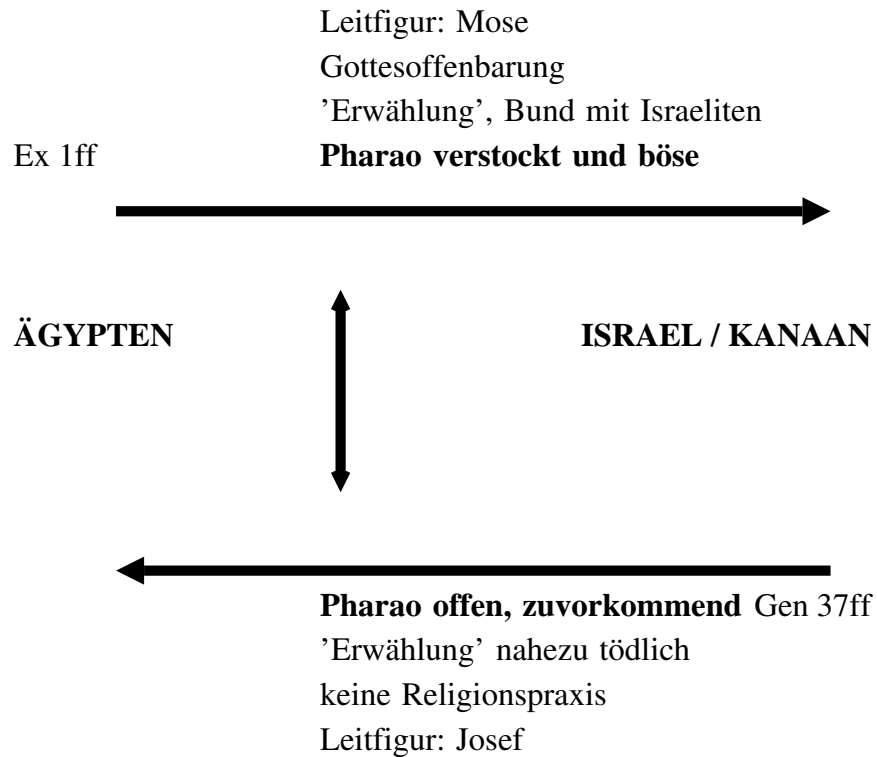 Leitfigur: Mose
Gottesoffenbarung
’Erwählung’, Bund mit Israeliten
Ex 1ff Pharao verstockt und böse
ÄGYPTEN ISRAEL / KANAAN
Pharao offen, zuvorkommend Gen 37ff
’Erwählung’ nahezu tödlich
keine Religionspraxis
Leitfigur: Josef